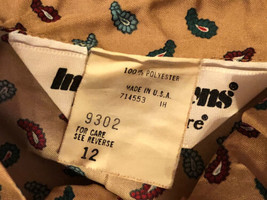 100% POLYESTER
MADE IN U.S.A.
714553 IH
9302
FOR CARE
SEE REVERSE
12